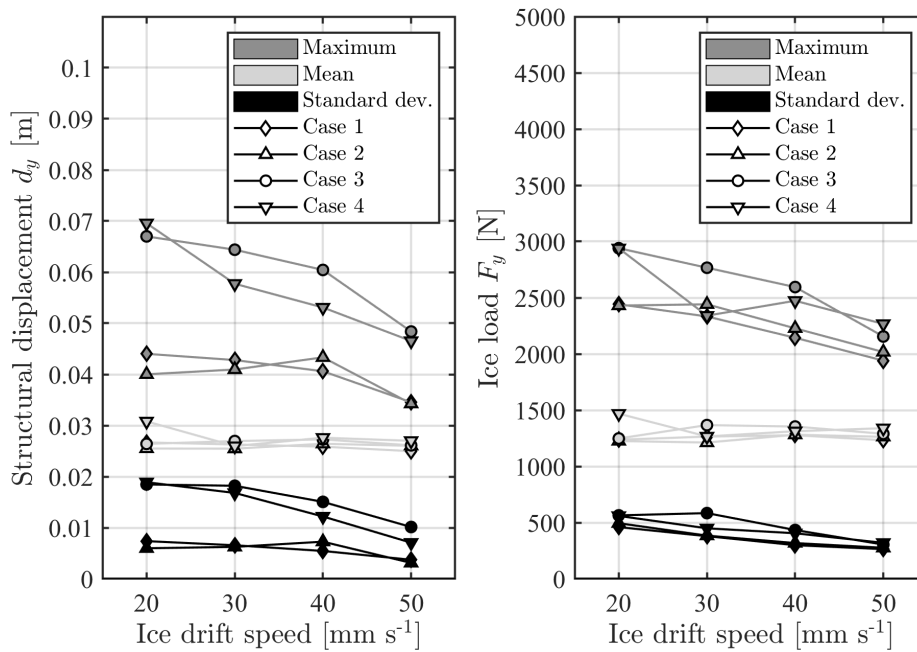 Structural displacement d_y [m]
0.1
0.09
0.08
0.07
0.06
0.05
0.04
0.03
0.02
0.01
0
Maximum
Mean
Standard dev.
Case 1
Case 2
Case 3
Case 4
20 30 40 50
Ice drift speed [mm s⁻¹]
Ice load F_y [N]
5000
4500
4000
3500
3000
2500
2000
1500
1000
500
0
Maximum
Mean
Standard dev.
Case 1
Case 2
Case 3
Case 4
20 30 40 50
Ice drift speed [mm s⁻¹]